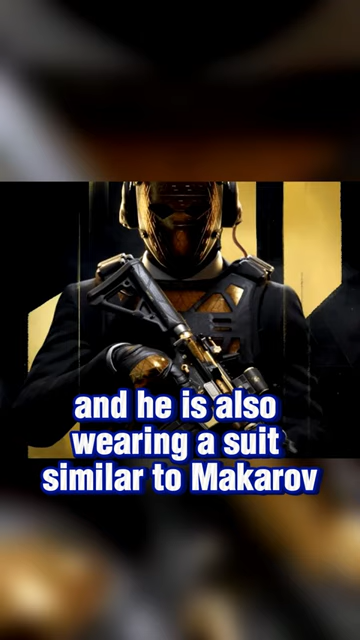 and he is also
wearing a suit
similar to Makarov